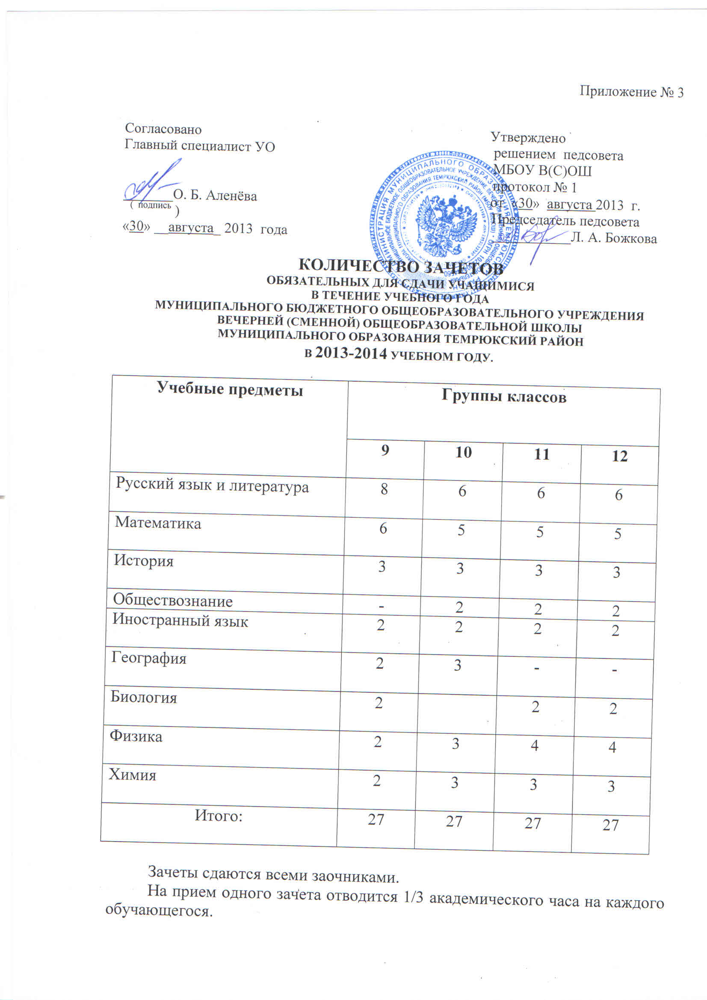 Приложение № 3
Согласовано
Главный специалист УО
О. Б. Аленёва
( подпись )
«30» __августа_ 2013 года
Утверждено
решением педсовета
МБОУ В(С)ОШ
протокол № 1
от «30» августа 2013 г.
Председатель педсовета
Л. А. Божкова
КОЛИЧЕСТВО ЗАЧЕТОВ
ОБЯЗАТЕЛЬНЫХ ДЛЯ СДАЧИ УЧАЩИМИСЯ
В ТЕЧЕНИЕ УЧЕБНОГО ГОДА
МУНИЦИПАЛЬНОГО БЮДЖЕТНОГО ОБЩЕОБРАЗОВАТЕЛЬНОГО УЧРЕЖДЕНИЯ
ВЕЧЕРНЕЙ (СМЕННОЙ) ОБЩЕОБРАЗОВАТЕЛЬНОЙ ШКОЛЫ
МУНИЦИПАЛЬНОГО ОБРАЗОВАНИЯ ТЕМРЮКСКИЙ РАЙОН
В 2013-2014 УЧЕБНОМ ГОДУ.
Учебные предметы Группы классов
9 10 11 12
Русский язык и литература 8 6 6 6
Математика 6 5 5 5
История 3 3 3 3
Обществознание - 2 2 2
Иностранный язык 2 2 2 2
География 2 3 - -
Биология 2 2 2
Физика 2 3 4 4
Химия 2 3 3 3
Итого: 27 27 27 27
Зачеты сдаются всеми заочниками.
На прием одного зачета отводится 1/3 академического часа на каждого
обучающегося.